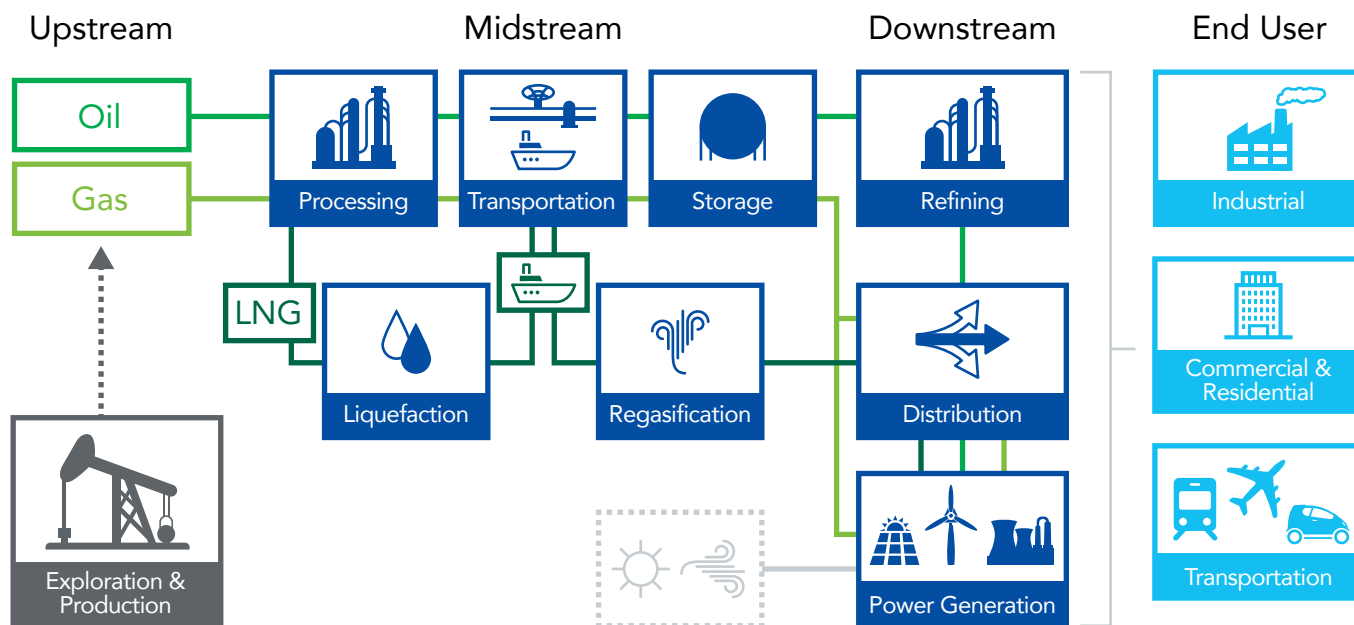 Upstream
Midstream
Downstream
End User
Oil
Gas
Processing
Transportation
Storage
Refining
Industrial
LNG
Liquefaction
Regasification
Distribution
Commercial &
Residential
Exploration &
Production
Power Generation
Transportation